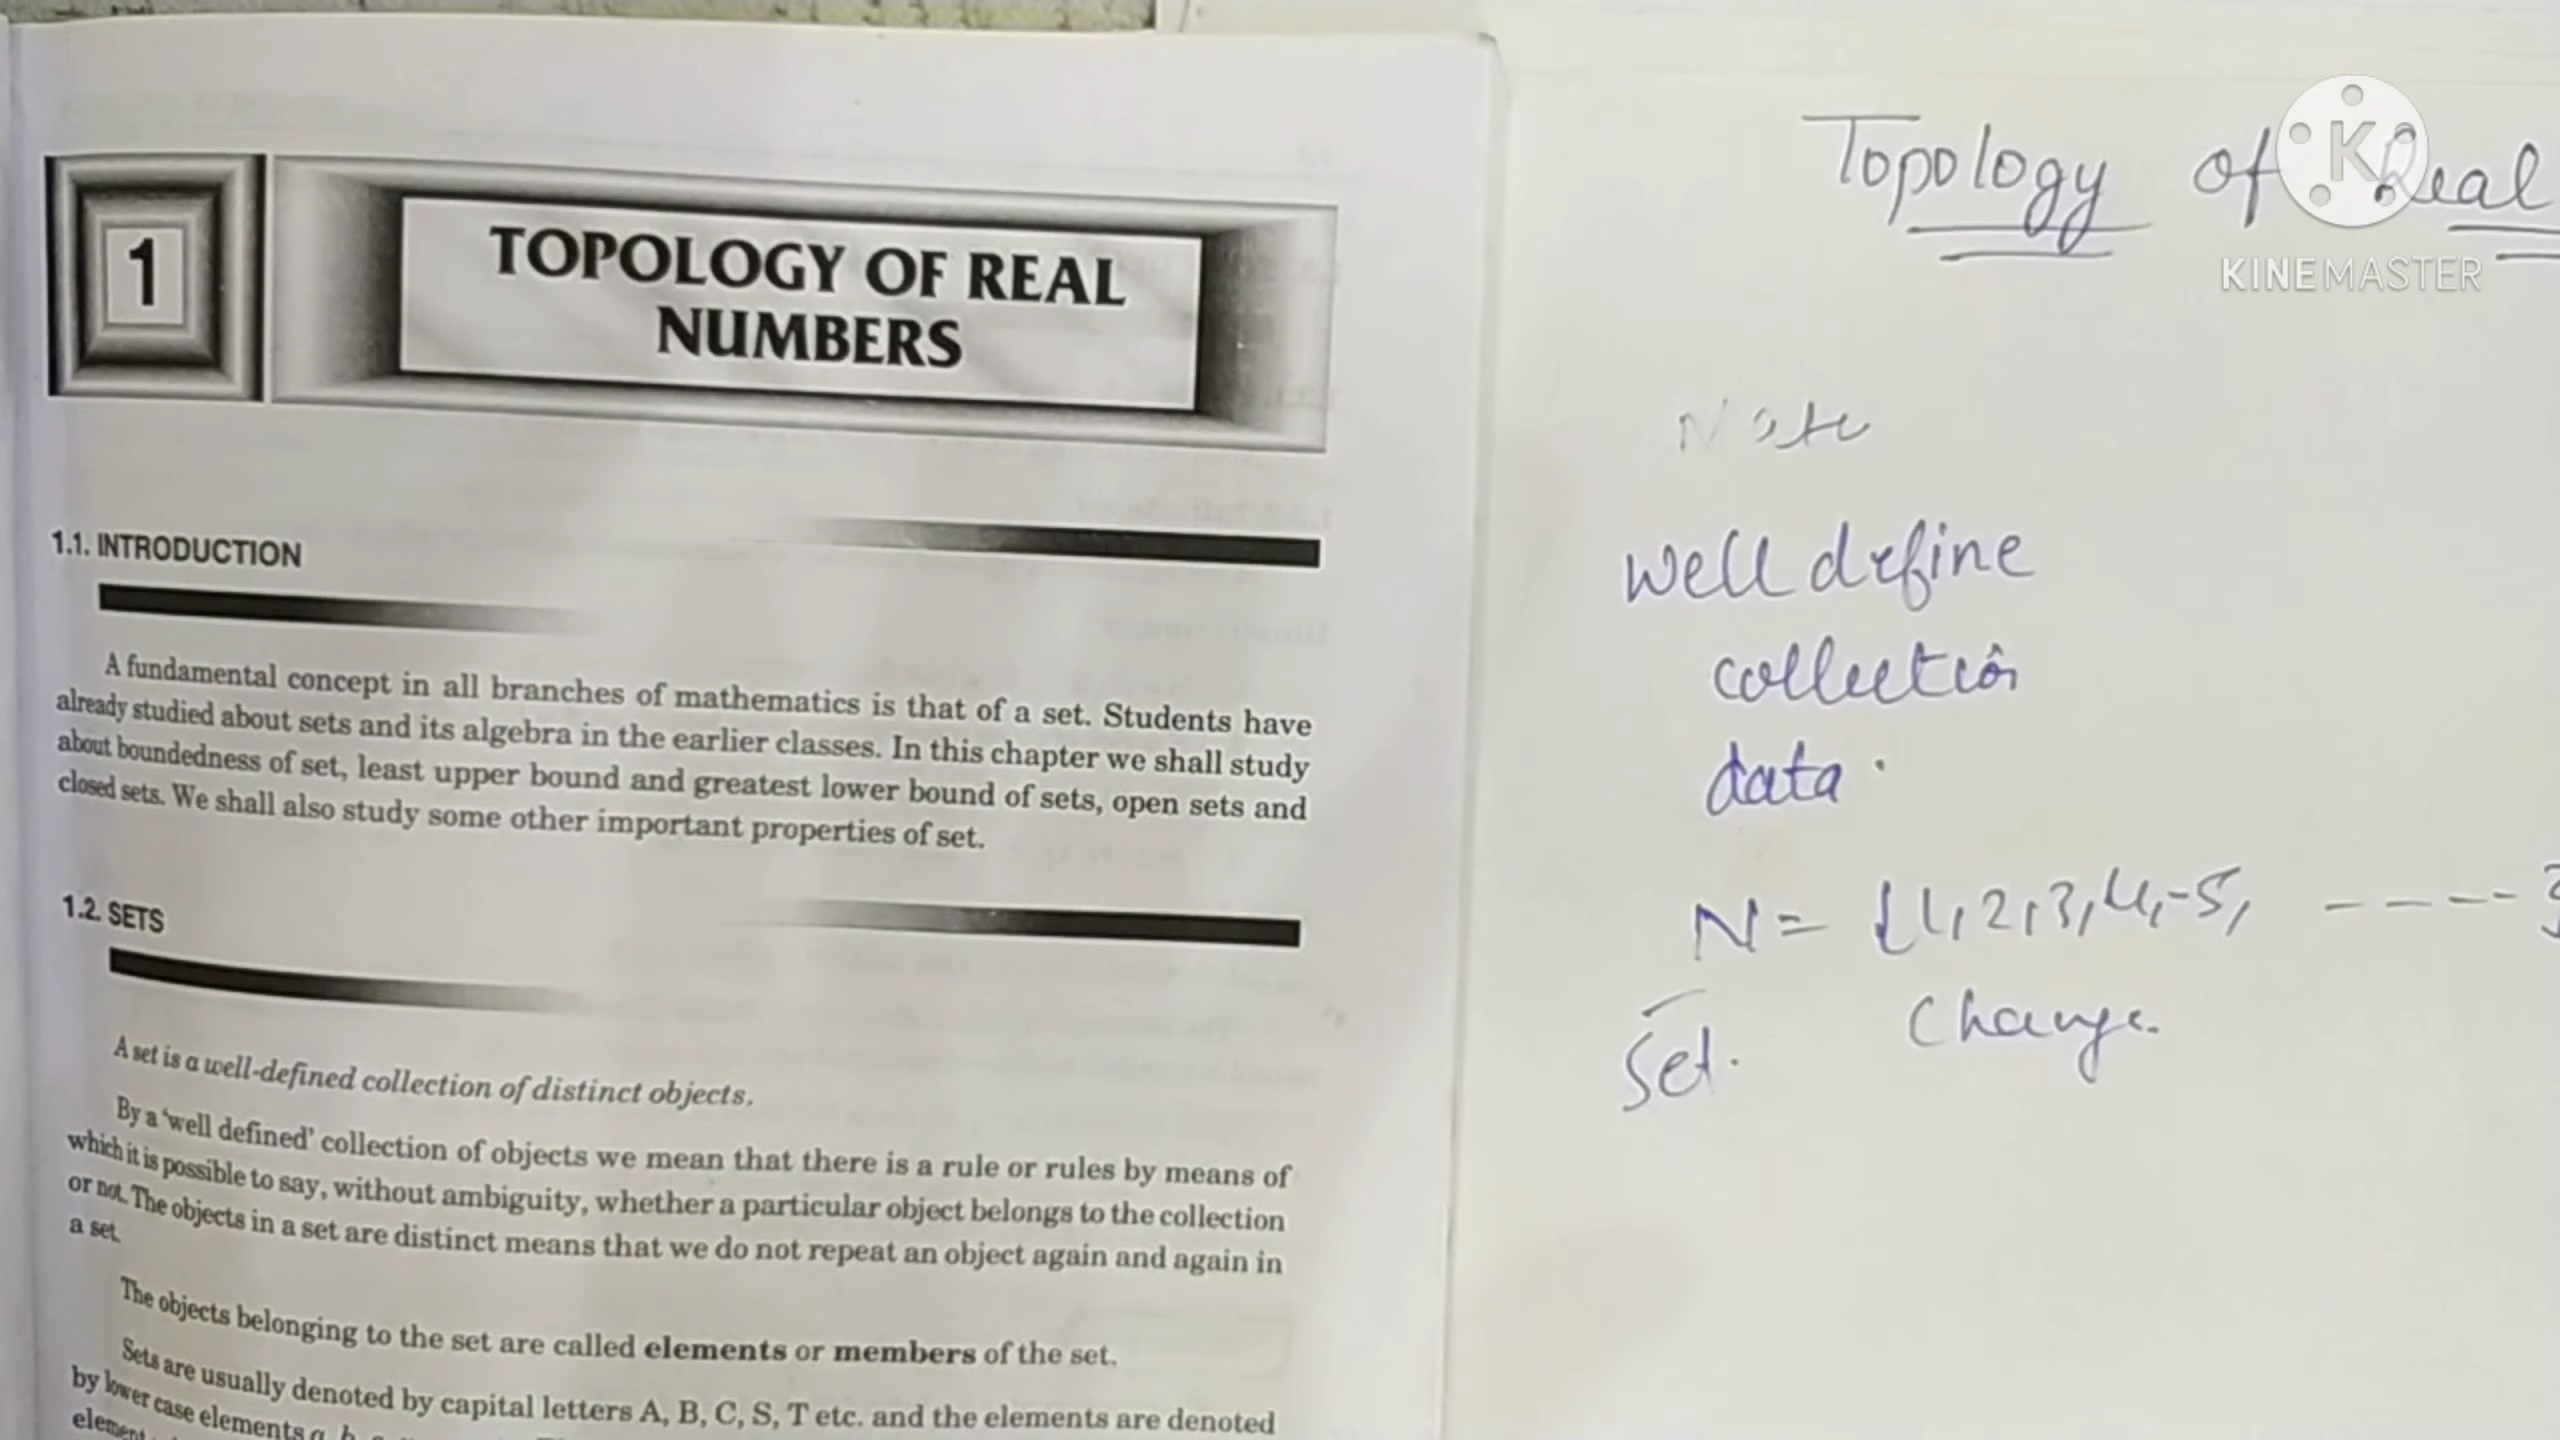 1
TOPOLOGY OF REAL
NUMBERS
1.1. INTRODUCTION
A fundamental concept in all branches of mathematics is that of a set. Students have
already studied about sets and its algebra in the earlier classes. In this chapter we shall study
about boundedness of set, least upper bound and greatest lower bound of sets, open sets and
closed sets. We shall also study some other important properties of set.
1.2. SETS
A set is a well-defined collection of distinct objects.
By a ‘well defined’ collection of objects we mean that there is a rule or rules by means of
which it is possible to say, without ambiguity, whether a particular object belongs to the collection
or not. The objects in a set are distinct means that we do not repeat an object again and again in
a set.
The objects belonging to the set are called elements or members of the set.
Sets are usually denoted by capital letters A, B, C, S, T etc. and the elements are denoted
by lower case elements a, b,
element
Topology of Real
KINEMASTER
Note
Well define
collection
data.
N = {1,2,3,4,-5, ----}
Set. Change.